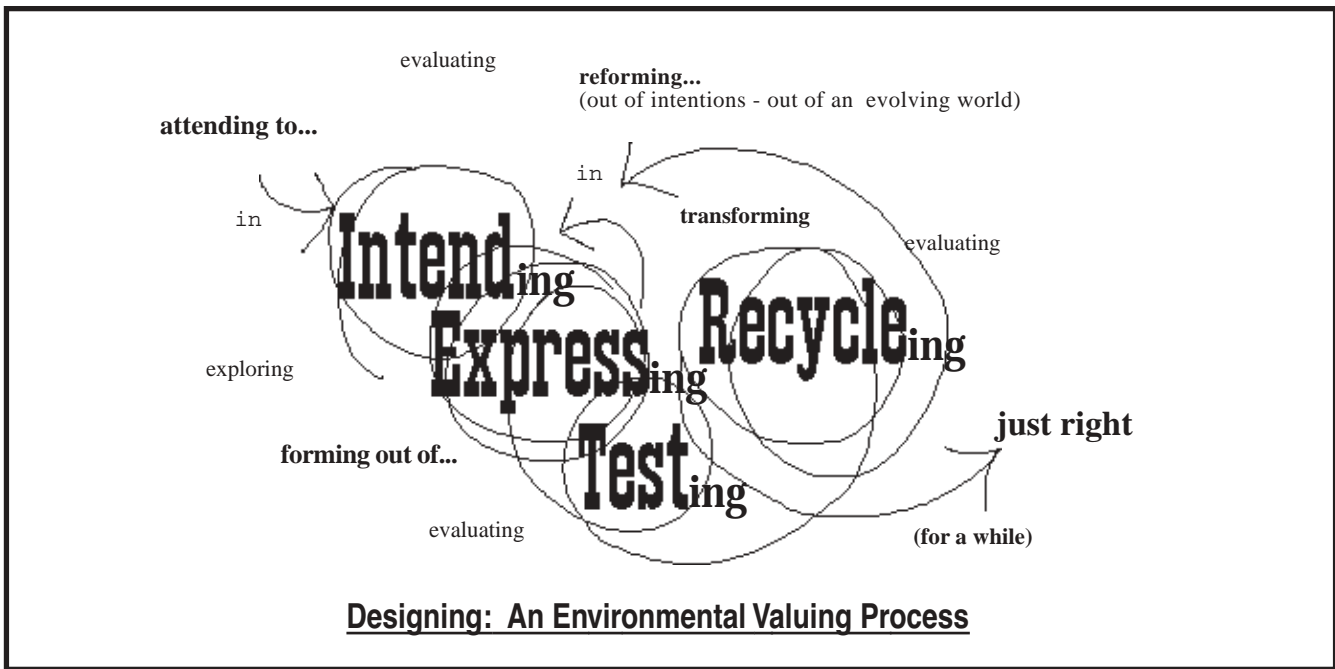 evaluating
reforming...
(out of intentions - out of an evolving world)
attending to...
in
in
transforming
evaluating
Intending
Expressing
Recycleing
exploring
just right
forming out of...
Testing
evaluating
(for a while)
Designing: An Environmental Valuing Process